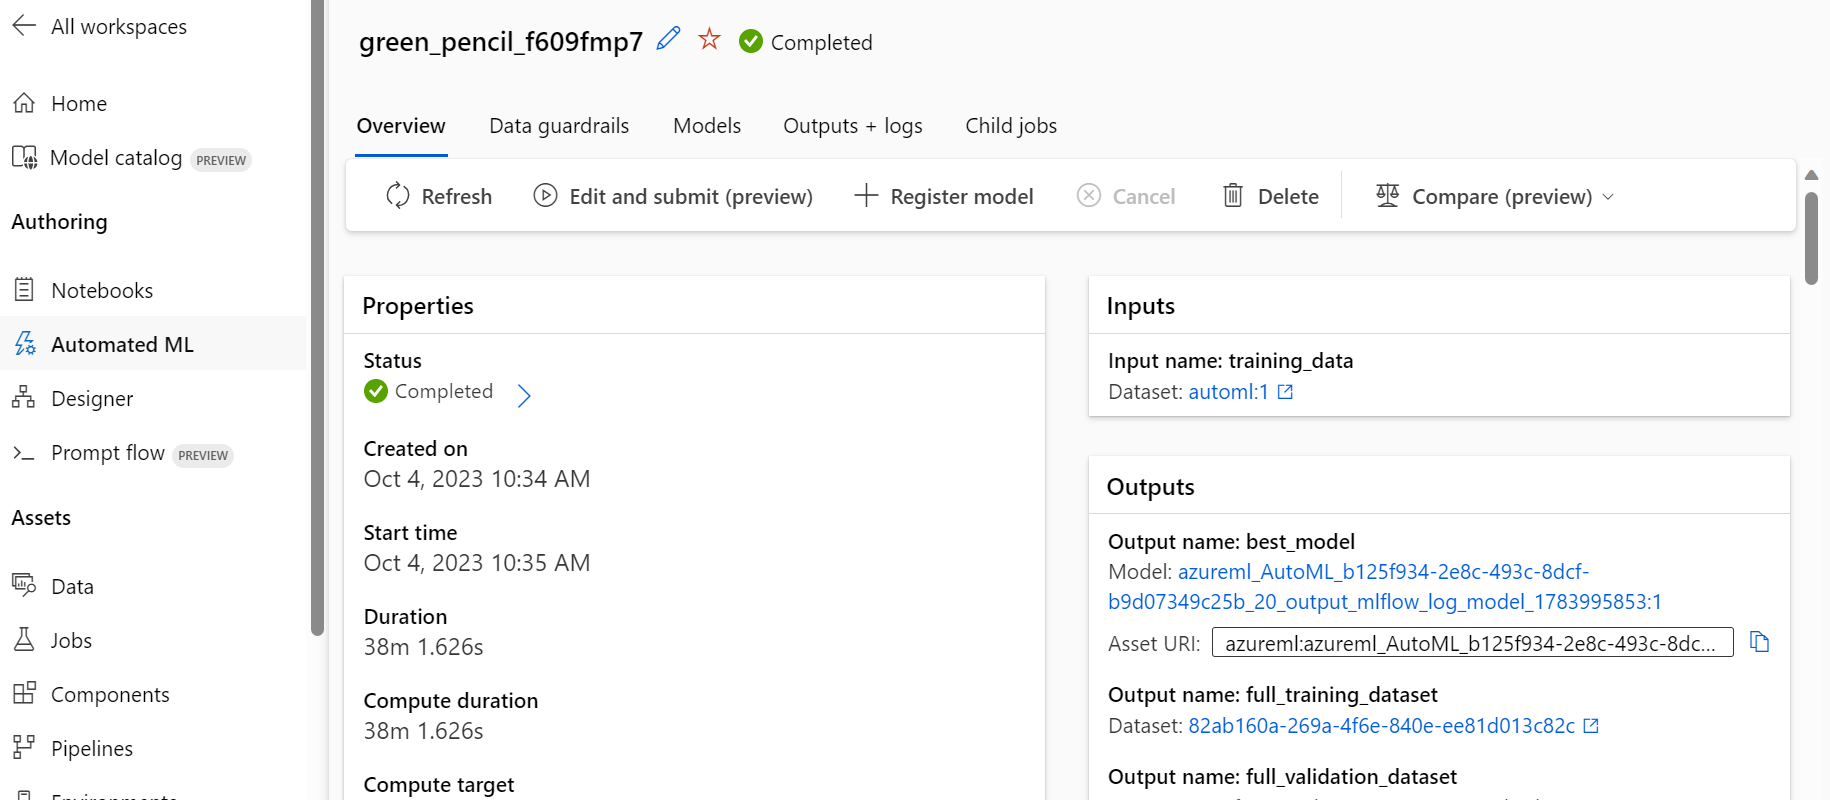 All workspaces
Home
Model catalog PREVIEW
Authoring
Notebooks
Automated ML
Designer
Prompt flow PREVIEW
Assets
Data
Jobs
Components
Pipelines
Environments
green_pencil_f609fmp7 Completed
Overview Data guardrails Models Outputs + logs Child jobs
Refresh Edit and submit (preview) Register model Cancel Delete Compare (preview)
Properties
Status
Completed
Created on
Oct 4, 2023 10:34 AM
Start time
Oct 4, 2023 10:35 AM
Duration
38m 1.626s
Compute duration
38m 1.626s
Compute target
Inputs
Input name: training_data
Dataset: automl:1
Outputs
Output name: best_model
Model: azureml_AutoML_b125f934-2e8c-493c-8dcf-
b9d07349c25b_20_output_mlflow_log_model_1783995853:1
Asset URI: azureml:azureml_AutoML_b125f934-2e8c-493c-8dc...
Output name: full_training_dataset
Dataset: 82ab160a-269a-4f6e-840e-ee81d013c82c
Output name: full_validation_dataset